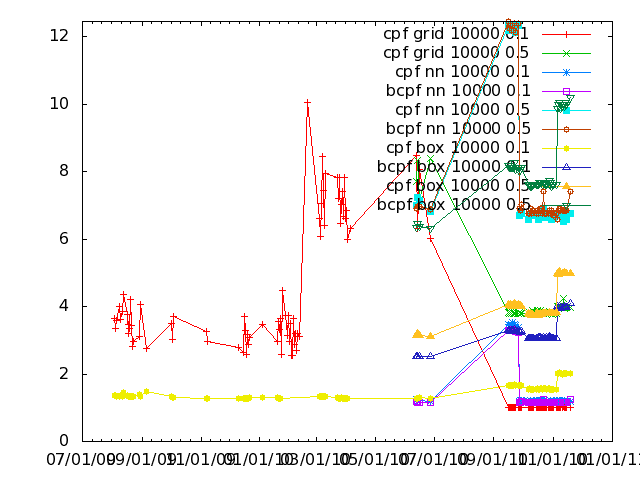 12
10
8
6
4
2
0
cpf grid 10000 0.1
cpf grid 10000 0.5
cpf nn 10000 0.1
bcpf nn 10000 0.1
cpf nn 10000 0.5
bcpf nn 10000 0.5
cpf box 10000 0.1
bcpf box 10000 0.1
cpf box 10000 0.5
bcpf box 10000 0.5
07/01/09 09/01/09 11/01/09 01/01/10 03/01/10 05/01/10 07/01/10 09/01/10 11/01/10 01/01/11